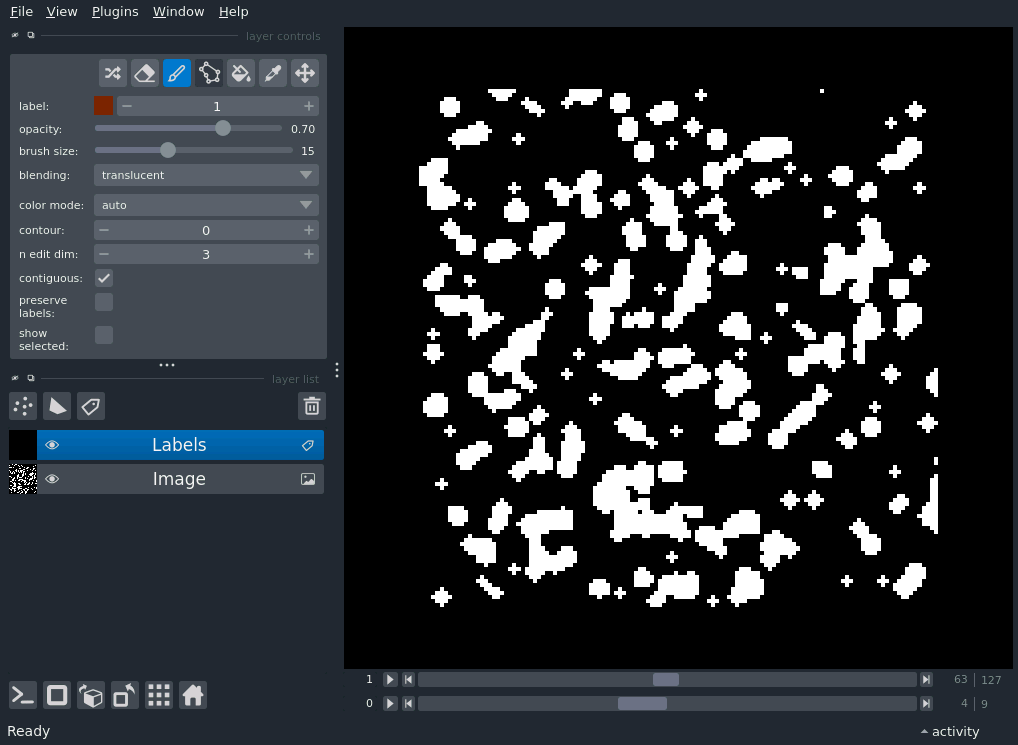 File View Plugins Window Help
layer controls
label: 1
opacity: 0.70
brush size: 15
blending: translucent
color mode: auto
contour: 0
n edit dim: 3
contiguous:
preserve
labels:
show
selected:
layer list
Labels
Image
1 63 127
0 4 9
Ready activity